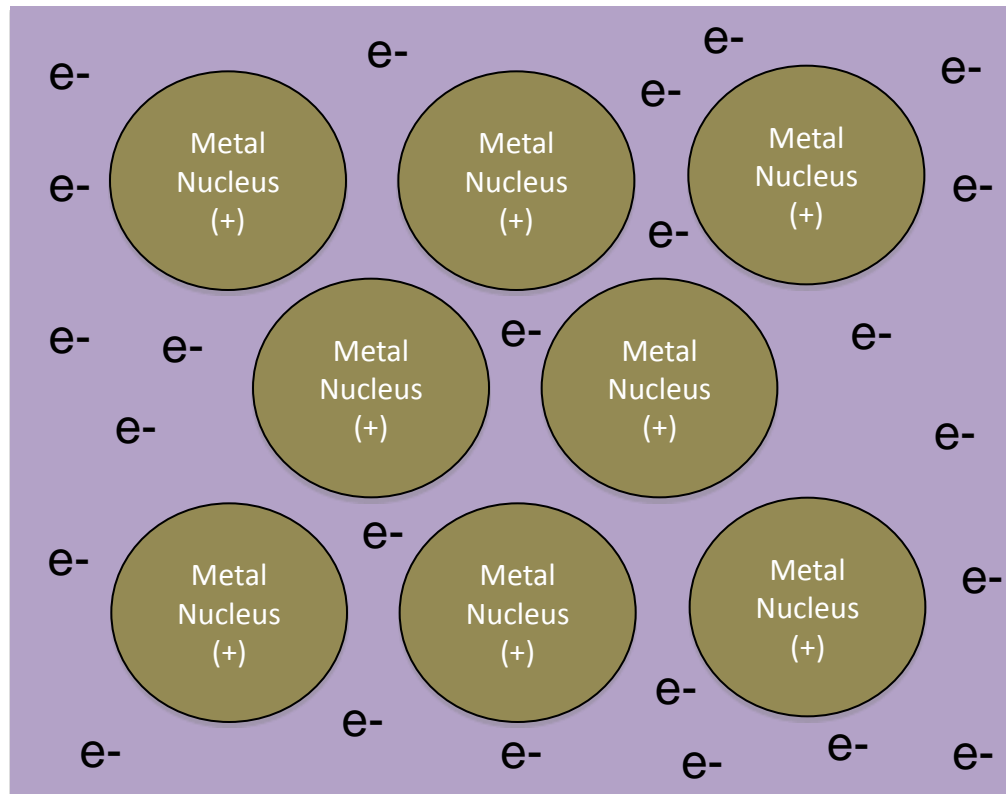 e-
e-
e-
e-
e-
Metal
Nucleus
(+)
Metal
Nucleus
(+)
Metal
Nucleus
(+)
e-
e-
e-
e-
e-
e-
e-
Metal
Nucleus
(+)
Metal
Nucleus
(+)
e-
e-
e-
e-
e-
Metal
Nucleus
(+)
Metal
Nucleus
(+)
Metal
Nucleus
(+)
e-
e-
e-
e-
e-
e-
e-